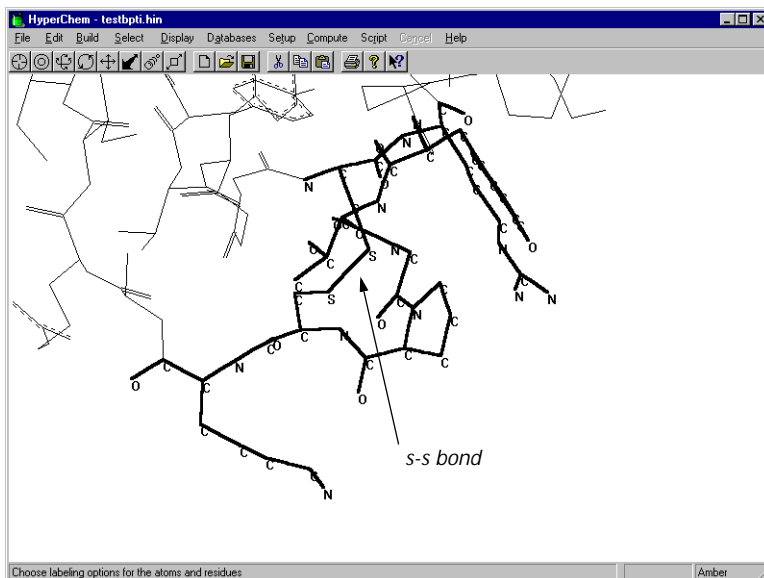 HyperChem - testbpti.hin
File Edit Build Select Display Databases Setup Compute Script Cancel Help
C
O
N
C
C
C
C
O
N
C
O
N
C
C
S
C
O
C
S
C
C
N
C
C
N
C
C
C
O
N
C
C
C
C
N
N
O
C
O
C
N
C
C
O
O
C
C
N
C
C
C
C
N
s-s bond
Choose labeling options for the atoms and residues
Amber